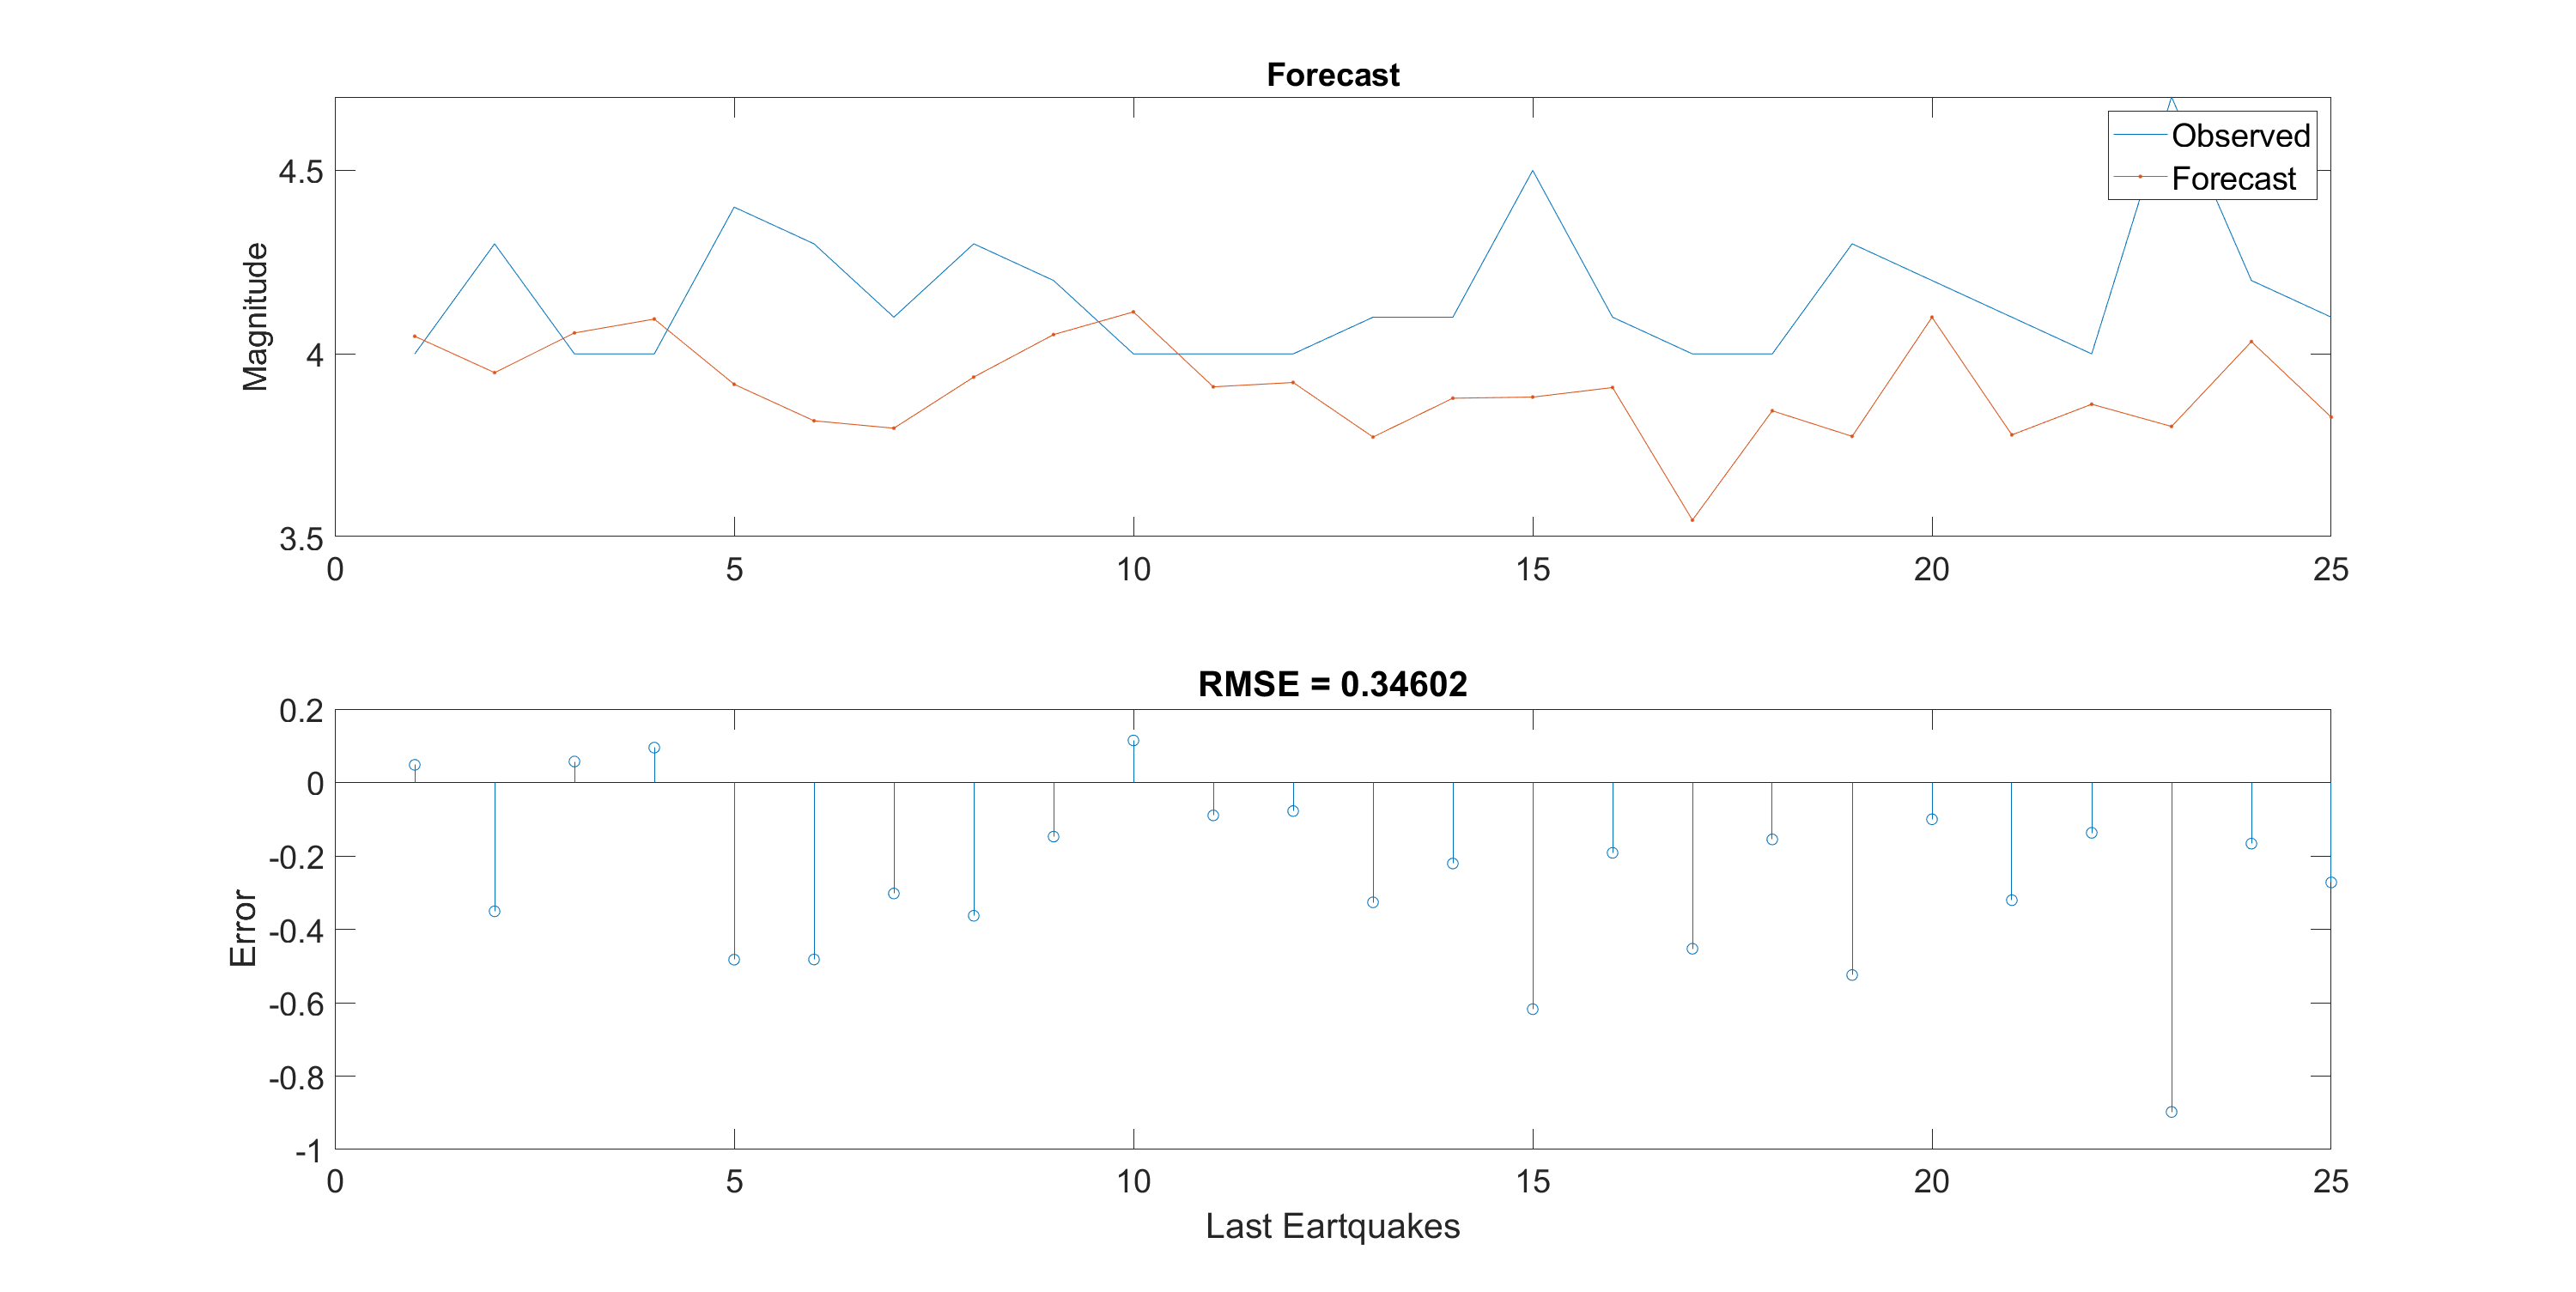 Forecast
Observed
Forecast
Magnitude
4.5
4
3.5
0 5 10 15 20 25
RMSE = 0.34602
Error
0.2
0
-0.2
-0.4
-0.6
-0.8
-1
0 5 10 15 20 25
Last Eartquakes